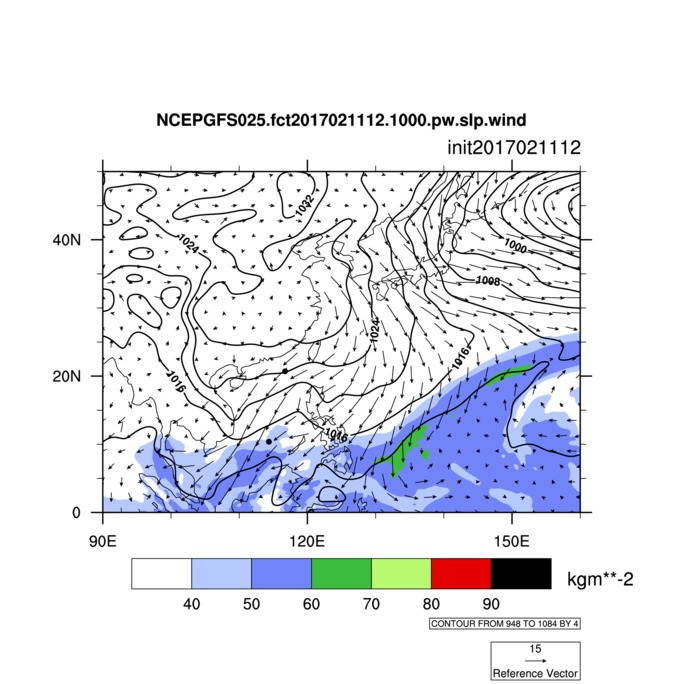 NCEPGFS025.fct2017021112.1000.pw.slp.wind
init2017021112
1032
1024
1000
1008
1024
1016
1016
1016
40N
20N
0
90E 120E 150E
40 50 60 70 80 90
kgm**-2
CONTOUR FROM 948 TO 1084 BY 4
15
Reference Vector